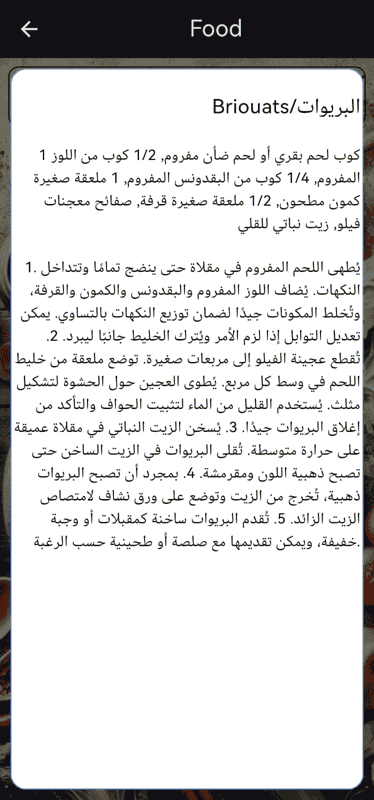 Food
البريوات/Briouats
كوب لحم بقري أو لحم ضأن مفروم, 1/2 كوب من اللوز 1
المفروم, 1/4 كوب من البقدونس المفروم, 1 ملعقة صغيرة
كمون مطحون, 1/2 ملعقة صغيرة قرفة, صفائح معجنات
فيلو, زيت نباتي للقلي
يُطهى اللحم المفروم في مقلاة حتى ينضج تمامًا وتتداخل .1
النكهات. يُضاف اللوز المفروم والبقدونس والكمون والقرفة،
وتُخلط المكونات جيدًا لضمان توزيع النكهات بالتساوي. يمكن
تعديل التوابل إذا لزم الأمر ويُترك الخليط جانبًا ليبرد. 2.
تُقطع عجينة الفيلو إلى مربعات صغيرة. توضع ملعقة من خليط
اللحم في وسط كل مربع. يُطوى العجين حول الحشوة لتشكيل
مثلث. يُستخدم القليل من الماء لتثبيت الحواف والتأكد من
إغلاق البريوات جيدًا. 3. يُسخن الزيت النباتي في مقلاة عميقة
على حرارة متوسطة. تُقلى البريوات في الزيت الساخن حتى
تصبح ذهبية اللون ومقرمشة. 4. بمجرد أن تصبح البريوات
ذهبية، تُخرج من الزيت وتوضع على ورق نشاف لامتصاص
الزيت الزائد. 5. تُقدم البريوات ساخنة كمقبلات أو وجبة
.خفيفة، ويمكن تقديمها مع صلصة أو طحينية حسب الرغبة